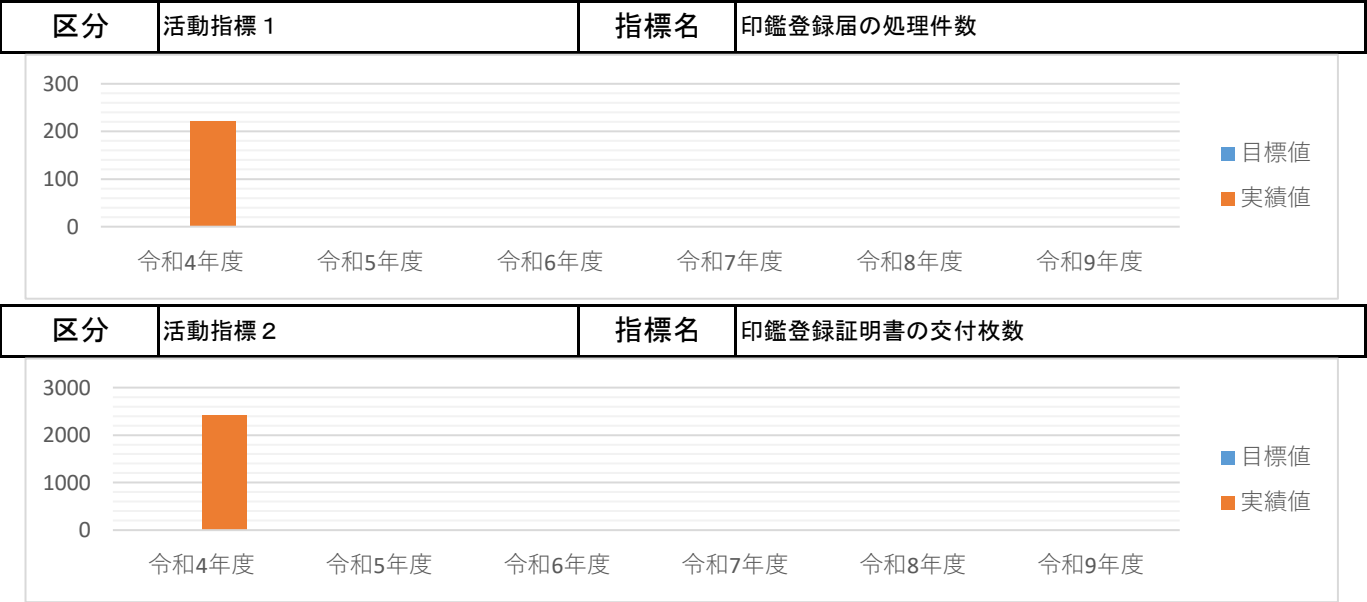 区分 活動指標１ 指標名 印鑑登録届の処理件数
300
200
100
0
令和4年度 令和5年度 令和6年度 令和7年度 令和8年度 令和9年度
目標値
実績値
区分 活動指標２ 指標名 印鑑登録証明書の交付枚数
3000
2000
1000
0
令和4年度 令和5年度 令和6年度 令和7年度 令和8年度 令和9年度
目標値
実績値